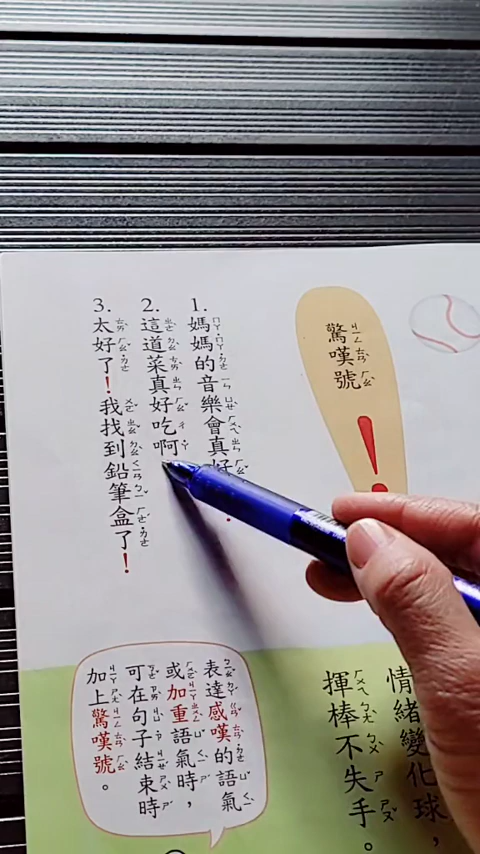 驚嘆號
!
1. 媽媽的音樂會真好
2. 這道菜真好吃啊
3. 太好了!我找到鉛筆盒了!
情緒變化球,
揮棒不失手。
表達感嘆的語氣
或加重語氣時,
可在句子結束時
加上驚嘆號。